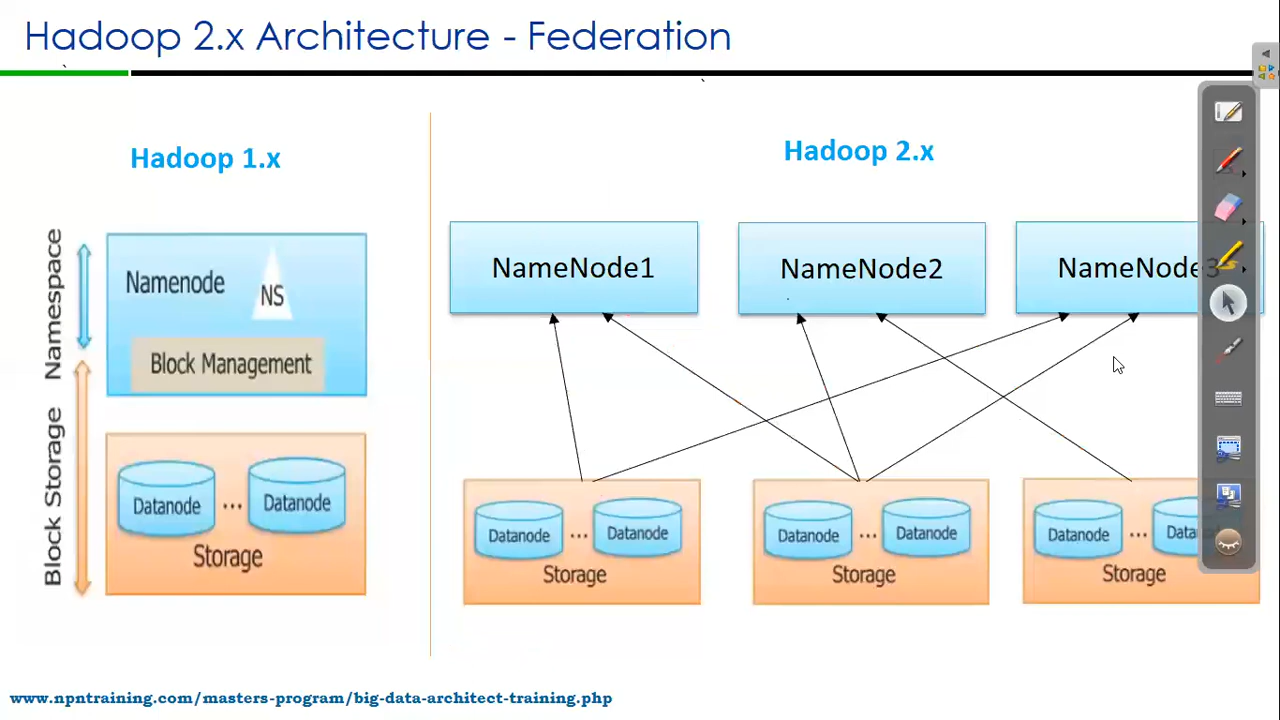 Hadoop 2.x Architecture - Federation
Hadoop 1.x
Namespace
Block Storage
Namenode
NS
Block Management
Datanode
...
Datanode
Storage
Hadoop 2.x
NameNode1
NameNode2
NameNode3
Datanode
...
Datanode
Storage
Datanode
...
Datanode
Storage
Datanode
...
Storage
www.npntraining.com/masters-program/big-data-architect-training.php